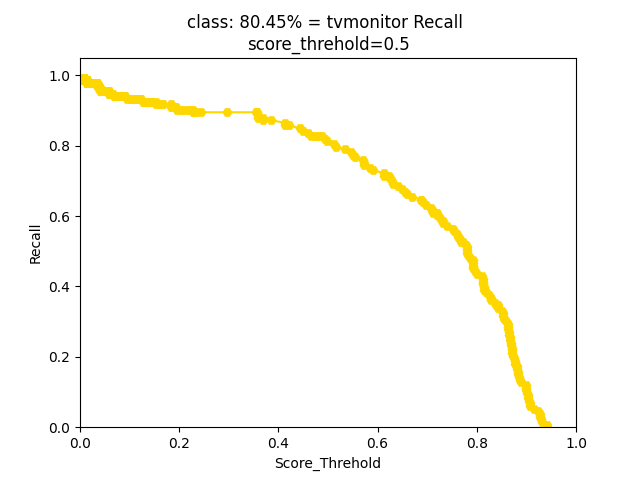 class: 80.45% = tvmonitor Recall
score_threhold=0.5
1.0
0.8
0.6
0.4
0.2
0.0
Recall
0.0 0.2 0.4 0.6 0.8 1.0
Score_Threhold